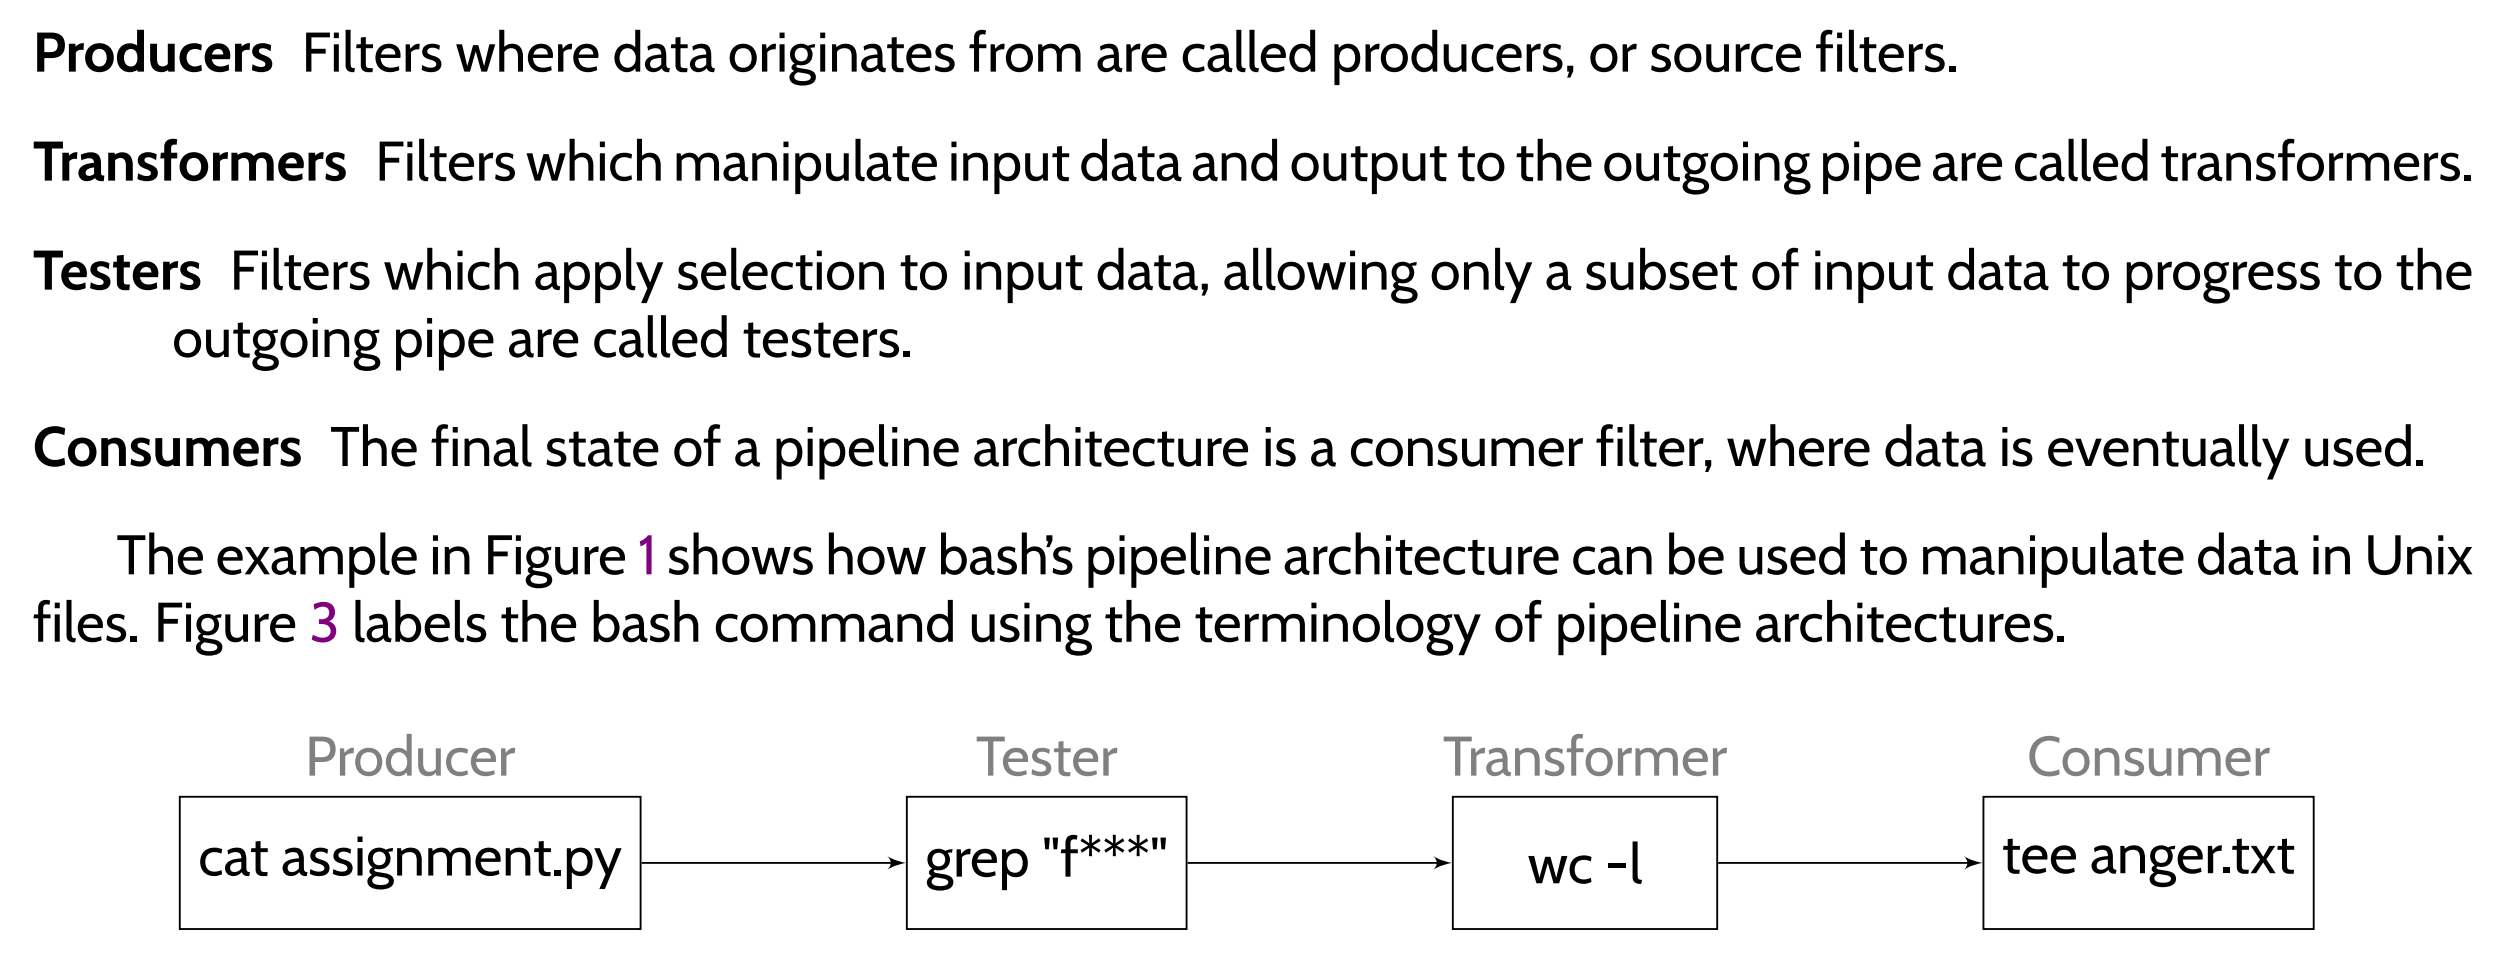 Producers Filters where data originates from are called producers, or source filters.
Transformers Filters which manipulate input data and output to the outgoing pipe are called transformers.
Testers Filters which apply selection to input data, allowing only a subset of input data to progress to the
outgoing pipe are called testers.
Consumers The final state of a pipeline architecture is a consumer filter, where data is eventually used.
The example in Figure 1 shows how bash’s pipeline architecture can be used to manipulate data in Unix
files. Figure 3 labels the bash command using the terminology of pipeline architectures.
Producer Tester Transformer Consumer
cat assignment.py grep "f***" wc -l tee anger.txt